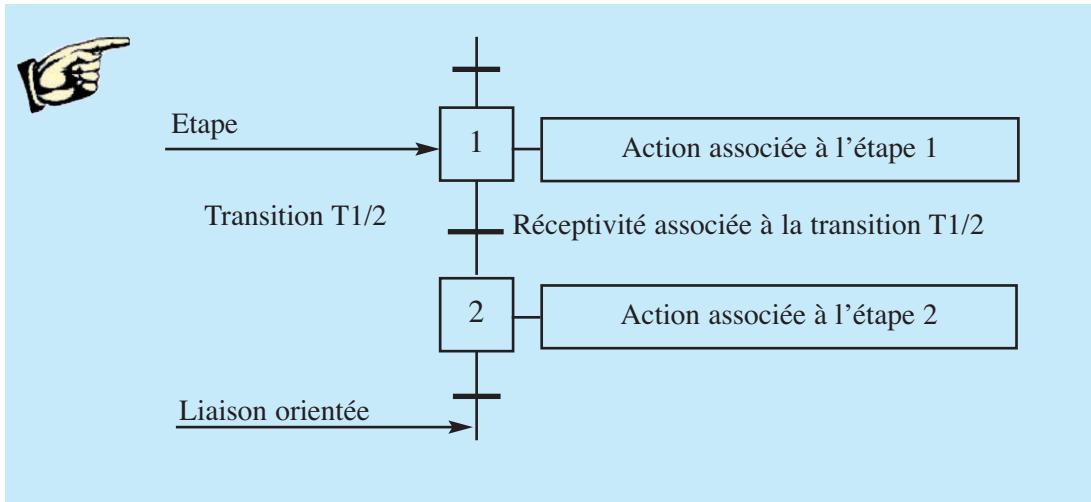 Etape
1
Action associée à l'étape 1
Transition T1/2
Réceptivité associée à la transition T1/2
2
Action associée à l'étape 2
Liaison orientée